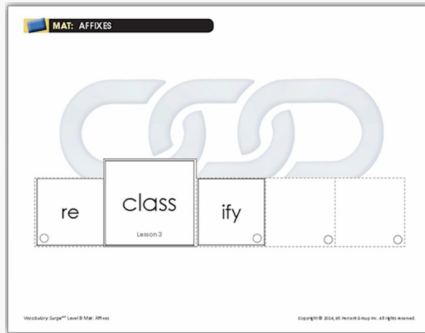 MAT: AFFIXES
re class ify
Lesson 3
Vocabulary Surge℠ Level B Mat: Affixes
Copyright © 2014, 95 Percent Group Inc. All rights reserved.